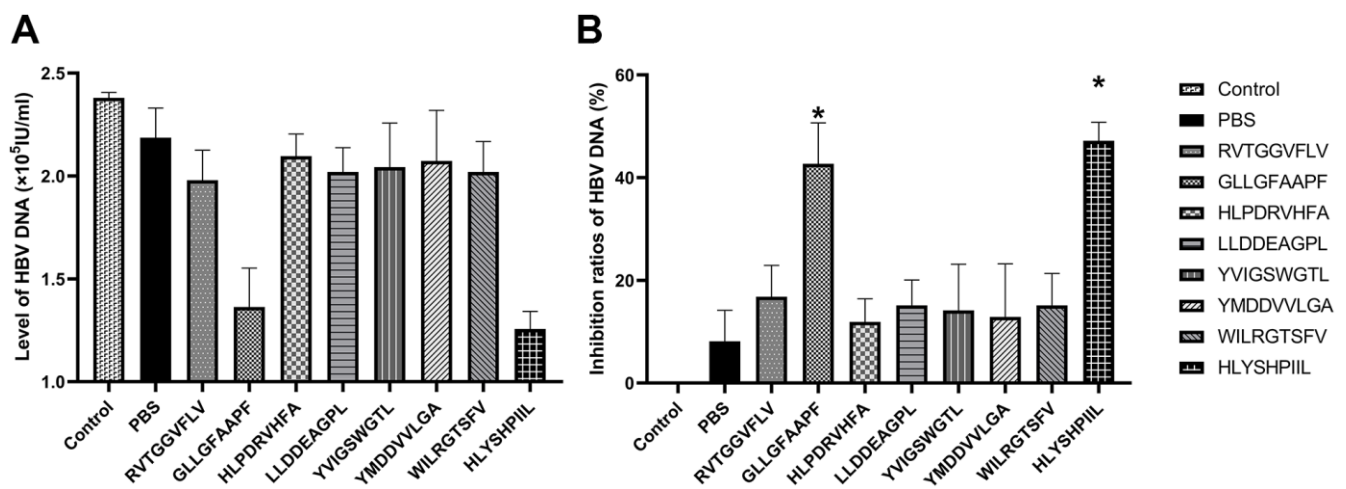 A
Level of HBV DNA (×10⁵IU/ml)
2.5
2.0
1.5
1.0
Control
PBS
RVTGGVFLV
GLLGFAAPF
HLPDRVHFA
LLDDEAGPL
YVIGSWGTL
YMDDVVLGA
WILRGTSFV
HLYSHPIIL
B
Inhibition ratios of HBV DNA (%)
60
40
20
0
*
*
Control
PBS
RVTGGVFLV
GLLGFAAPF
HLPDRVHFA
LLDDEAGPL
YVIGSWGTL
YMDDVVLGA
WILRGTSFV
HLYSHPIIL
Control
PBS
RVTGGVFLV
GLLGFAAPF
HLPDRVHFA
LLDDEAGPL
YVIGSWGTL
YMDDVVLGA
WILRGTSFV
HLYSHPIIL